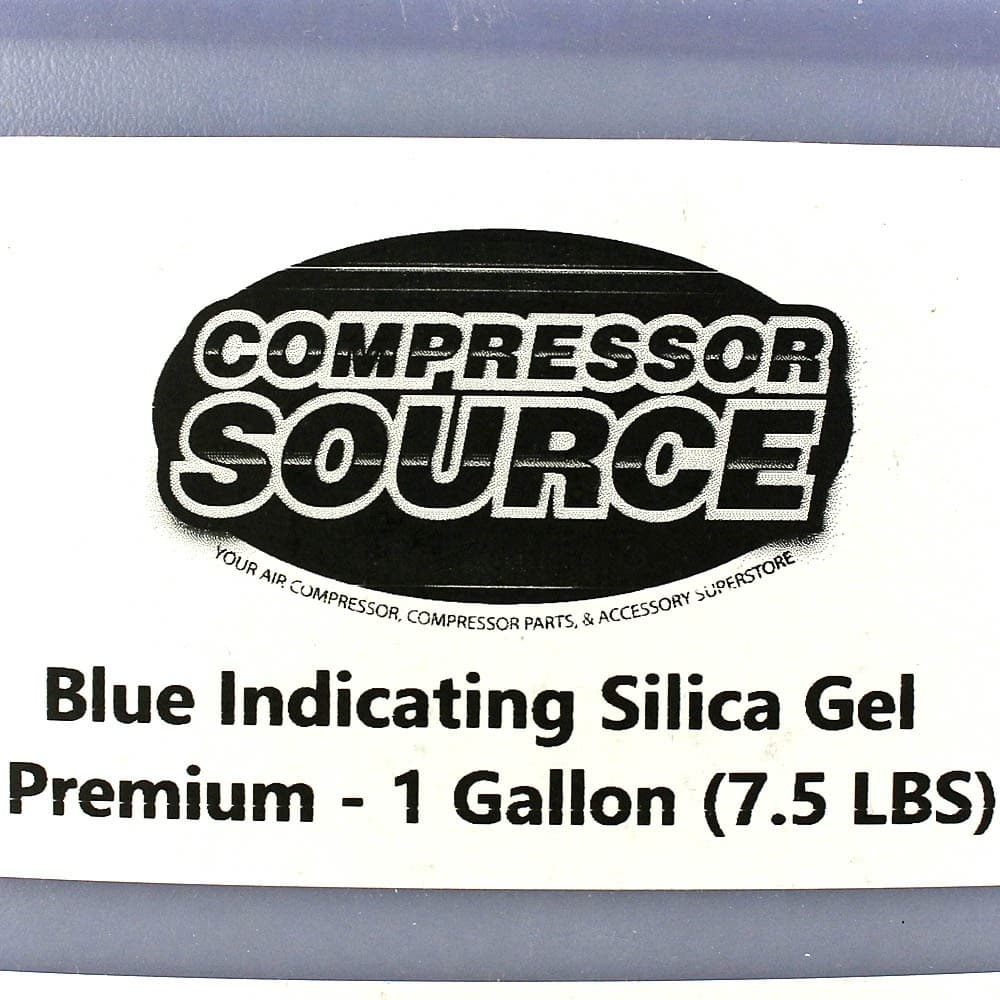 COMPRESSOR
SOURCE
YOUR AIR COMPRESSOR, COMPRESSOR PARTS, & ACCESSORY SUPERSTORE
Blue Indicating Silica Gel
Premium - 1 Gallon (7.5 LBS)